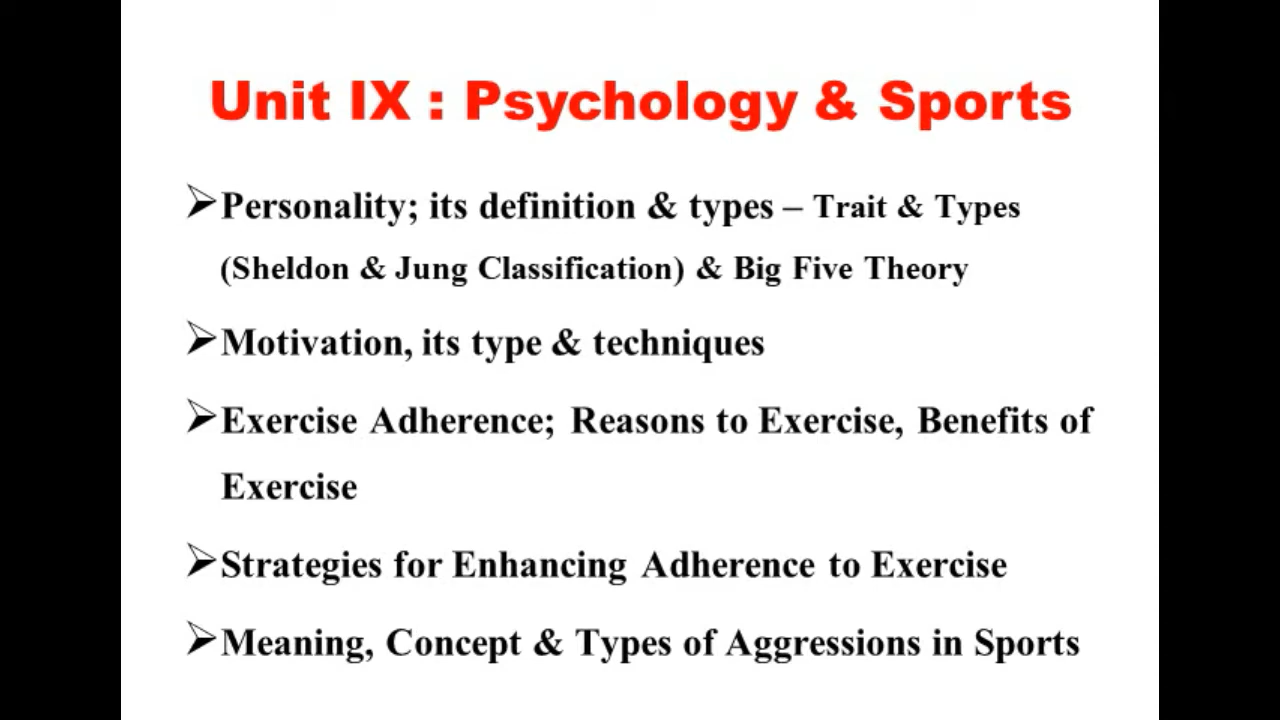 Unit IX : Psychology & Sports
➢Personality; its definition & types – Trait & Types
(Sheldon & Jung Classification) & Big Five Theory
➢Motivation, its type & techniques
➢Exercise Adherence; Reasons to Exercise, Benefits of
Exercise
➢Strategies for Enhancing Adherence to Exercise
➢Meaning, Concept & Types of Aggressions in Sports